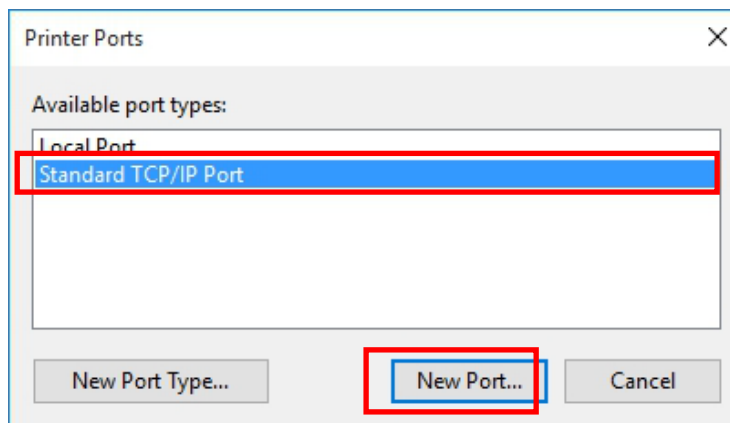 Printer Ports
Available port types:
Local Port
Standard TCP/IP Port
New Port Type... New Port... Cancel